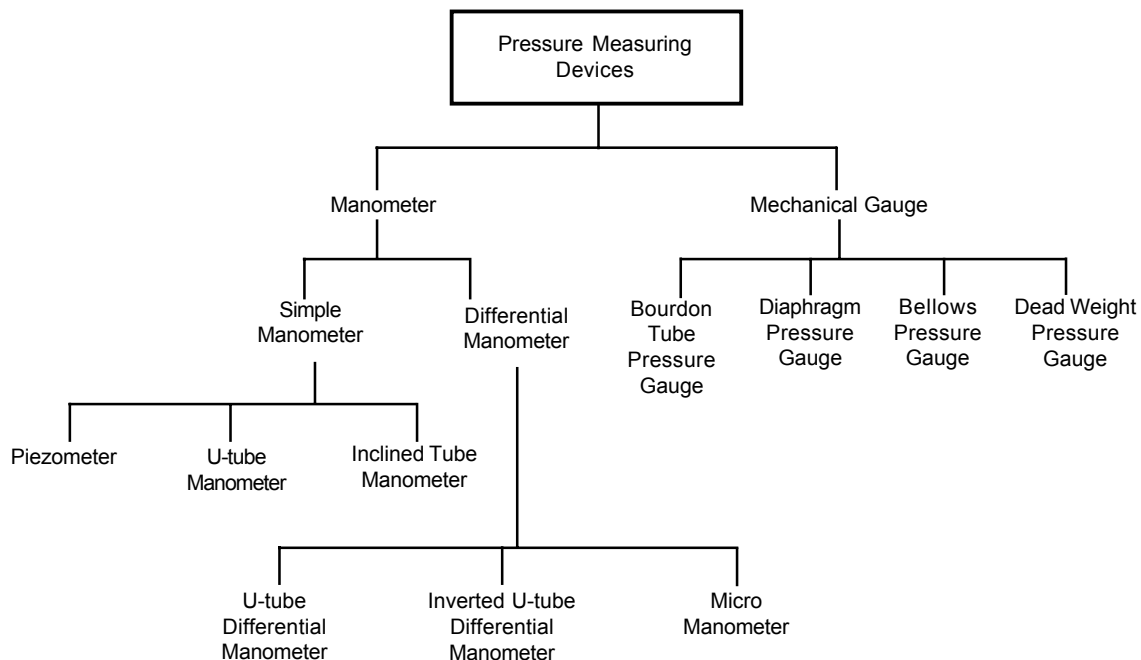 Pressure Measuring
Devices
Manometer
Mechanical Gauge
Simple
Manometer
Differential
Manometer
Bourdon
Tube
Pressure
Gauge
Diaphragm
Pressure
Gauge
Bellows
Pressure
Gauge
Dead Weight
Pressure
Gauge
Piezometer
U-tube
Manometer
Inclined Tube
Manometer
U-tube
Differential
Manometer
Inverted U-tube
Differential
Manometer
Micro
Manometer